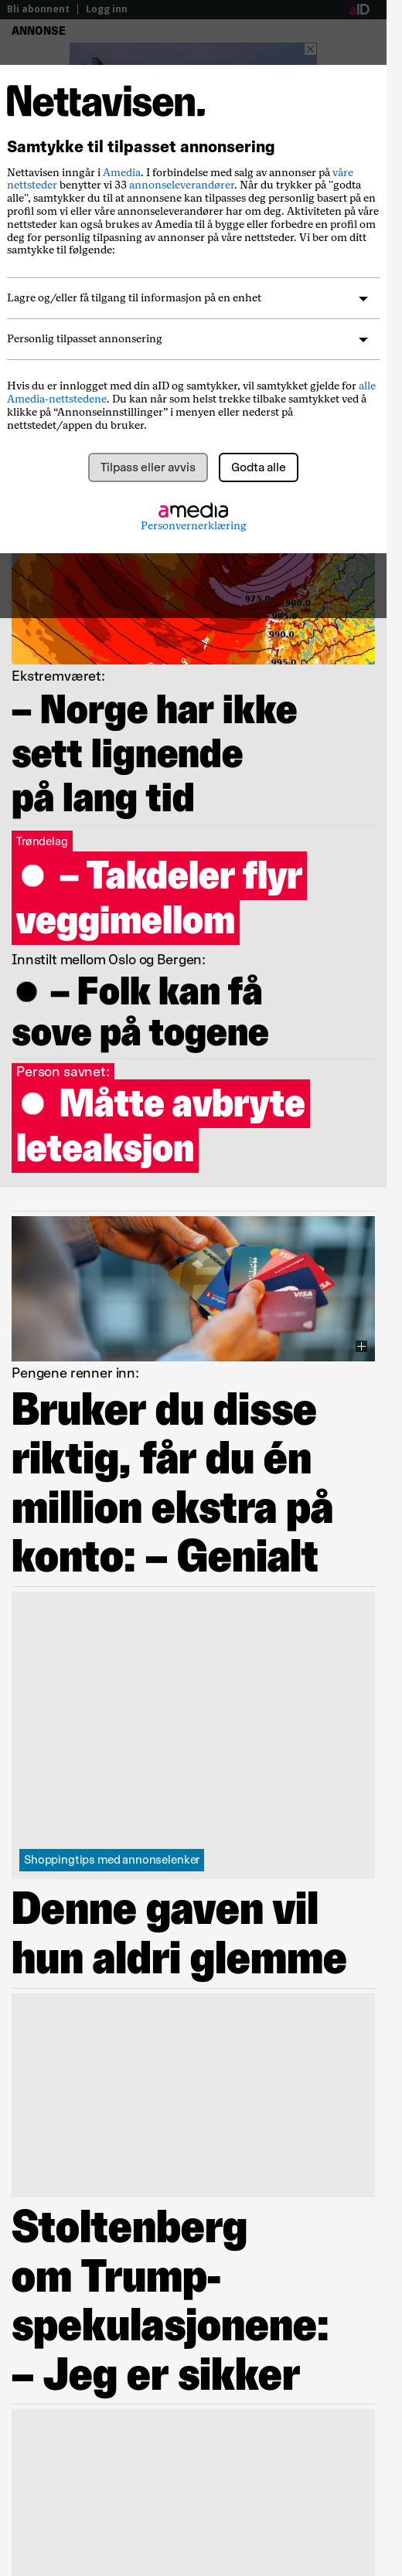 Bli abonnent | Logg inn
aID
ANNONSE
Nettavisen.
Samtykke til tilpasset annonsering
Nettavisen inngår i Amedia. I forbindelse med salg av annonser på våre
nettsteder benytter vi 33 annonseleverandører. Når du trykker på "godta
alle", samtykker du til at annonsene kan tilpasses deg personlig basert på en
profil som vi eller våre annonseleverandører har om deg. Aktiviteten på våre
nettsteder kan også brukes av Amedia til å bygge eller forbedre en profil om
deg for personlig tilpasning av annonser på våre nettsteder. Vi ber om ditt
samtykke til følgende:
Lagre og/eller få tilgang til informasjon på en enhet
Personlig tilpasset annonsering
Hvis du er innlogget med din aID og samtykker, vil samtykket gjelde for alle
Amedia-nettstedene. Du kan når som helst trekke tilbake samtykket ved å
klikke på “Annonseinnstillinger” i menyen eller nederst på
nettstedet/appen du bruker.
Tilpass eller avvis
Godta alle
amedia
Personvernerklæring
975.0
980.0
985.0
990.0
995.0
Ekstremværet:
– Norge har ikke
sett lignende
på lang tid
Trøndelag
– Takdeler flyr
veggimellom
Innstilt mellom Oslo og Bergen:
– Folk kan få
sove på togene
Person savnet:
Måtte avbryte
leteaksjon
VISA
VISA
Pengene renner inn:
Bruker du disse
riktig, får du én
million ekstra på
konto: – Genialt
Shoppingtips med annonselenker
Denne gaven vil
hun aldri glemme
Stoltenberg
om Trump-
spekulasjonene:
– Jeg er sikker